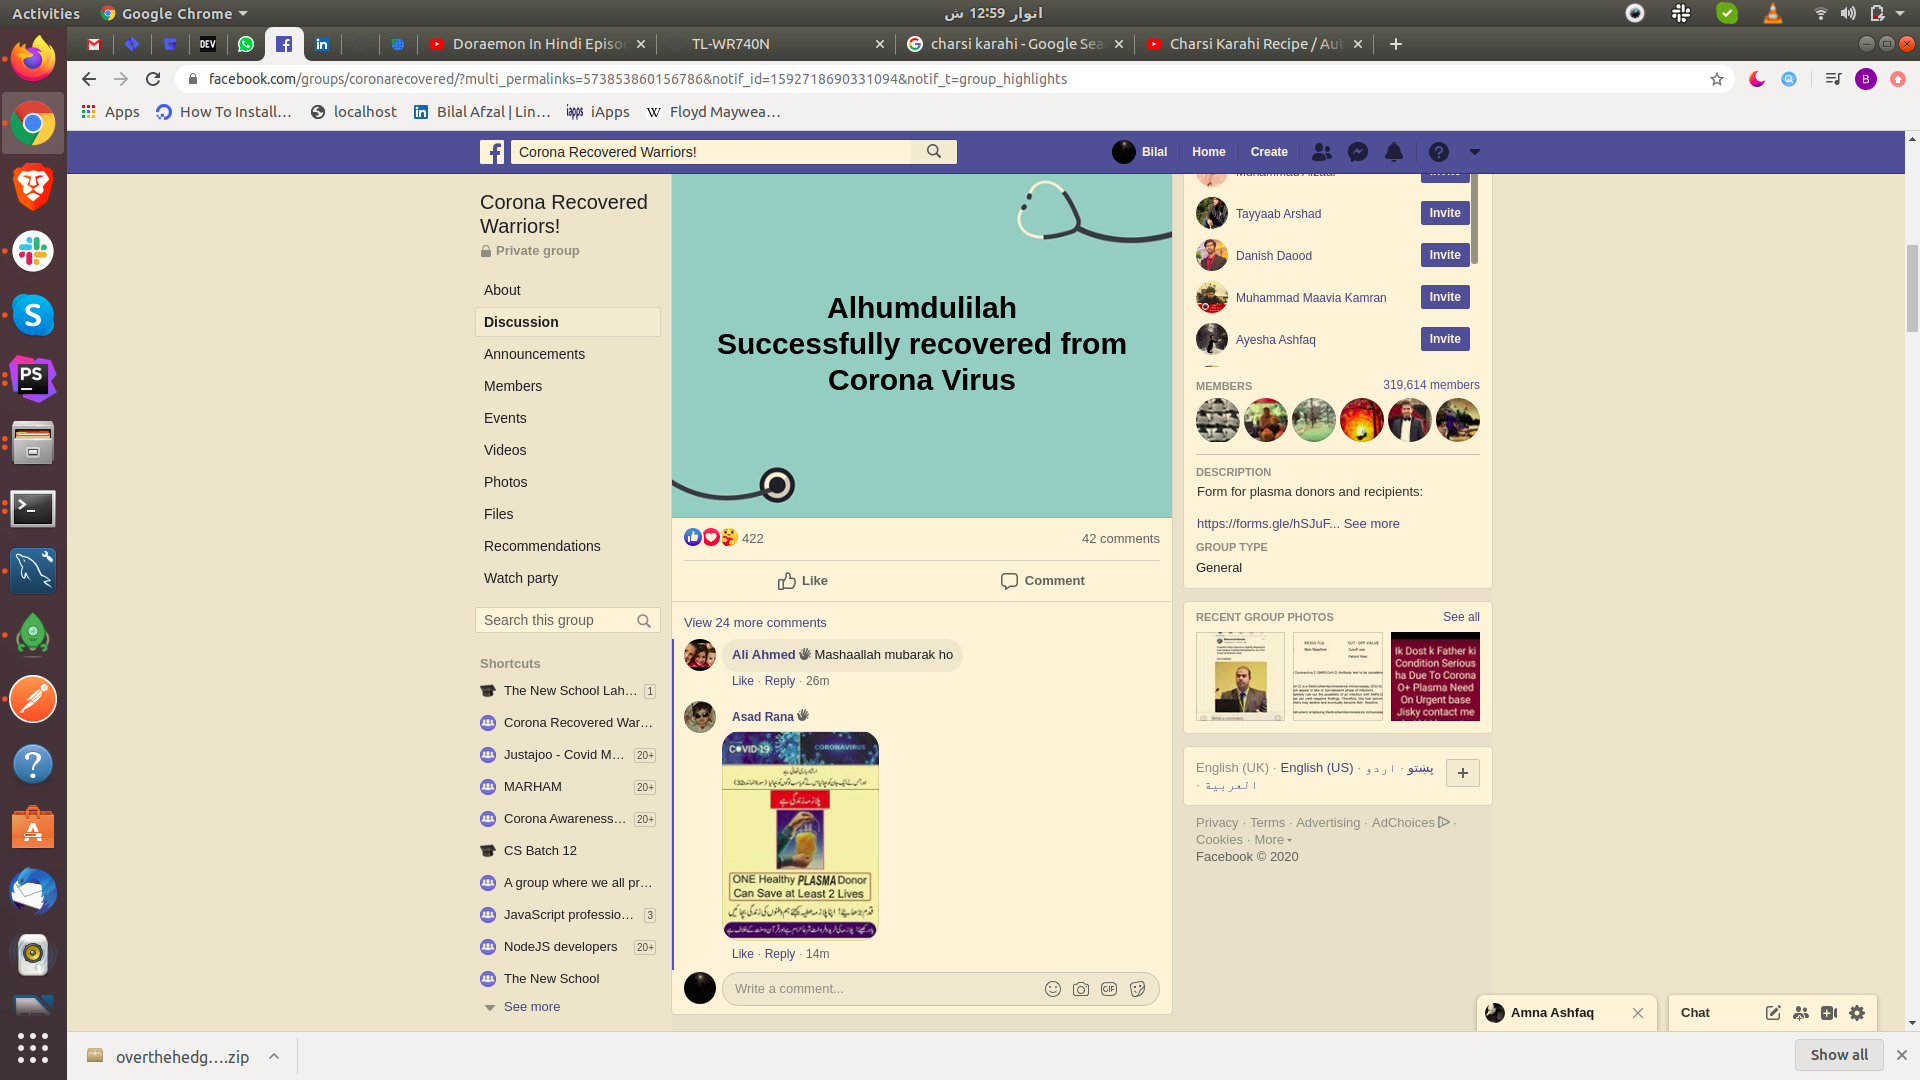 Activities
Google Chrome
اتوار 12:59 ش
Doraemon In Hindi Episo
TL-WR740N
charsi karahi - Google Sea
Charsi Karahi Recipe / Aut
facebook.com/groups/coronarecovered/?multi_permalinks=573853860156786&notif_id=1592718690331094&notif_t=group_highlights
B
Apps
How To Install…
localhost
Bilal Afzal | Lin…
iApps
Floyd Maywea…
Corona Recovered Warriors!
Bilal
Home
Create
Corona Recovered
Warriors!
Private group
About
Discussion
Announcements
Members
Events
Videos
Photos
Files
Recommendations
Watch party
Search this group
Shortcuts
The New School Lah… 1
Corona Recovered War…
Justajoo - Covid M… 20+
MARHAM 20+
Corona Awareness… 20+
CS Batch 12
A group where we all pr…
JavaScript professio… 3
NodeJS developers 20+
The New School
See more
Alhumdulilah
Successfully recovered from
Corona Virus
422
42 comments
Like
Comment
View 24 more comments
Ali Ahmed Mashaallah mubarak ho
Like · Reply · 26m
Asad Rana
COVID-19 CORONAVIRUS
پلازمہ زندگی ہے
ONE Healthy PLASMA Donor
Can Save at Least 2 Lives
Like · Reply · 14m
Write a comment...
GIF
Tayyaab Arshad Invite
Danish Daood Invite
Muhammad Maavia Kamran Invite
Ayesha Ashfaq Invite
MEMBERS 319,614 members
DESCRIPTION
Form for plasma donors and recipients:
https://forms.gle/hSJuF... See more
GROUP TYPE
General
RECENT GROUP PHOTOS See all
Ik Dost k Father ki
Condition Serious
ha Due To Corona
O+ Plasma Need
On Urgent base
Jisky contact me
English (UK) · English (US) · اردو · پښتو
· العربية
Privacy · Terms · Advertising · AdChoices ·
Cookies · More
Facebook © 2020
Amna Ashfaq
Chat
overthehedg….zip
Show all